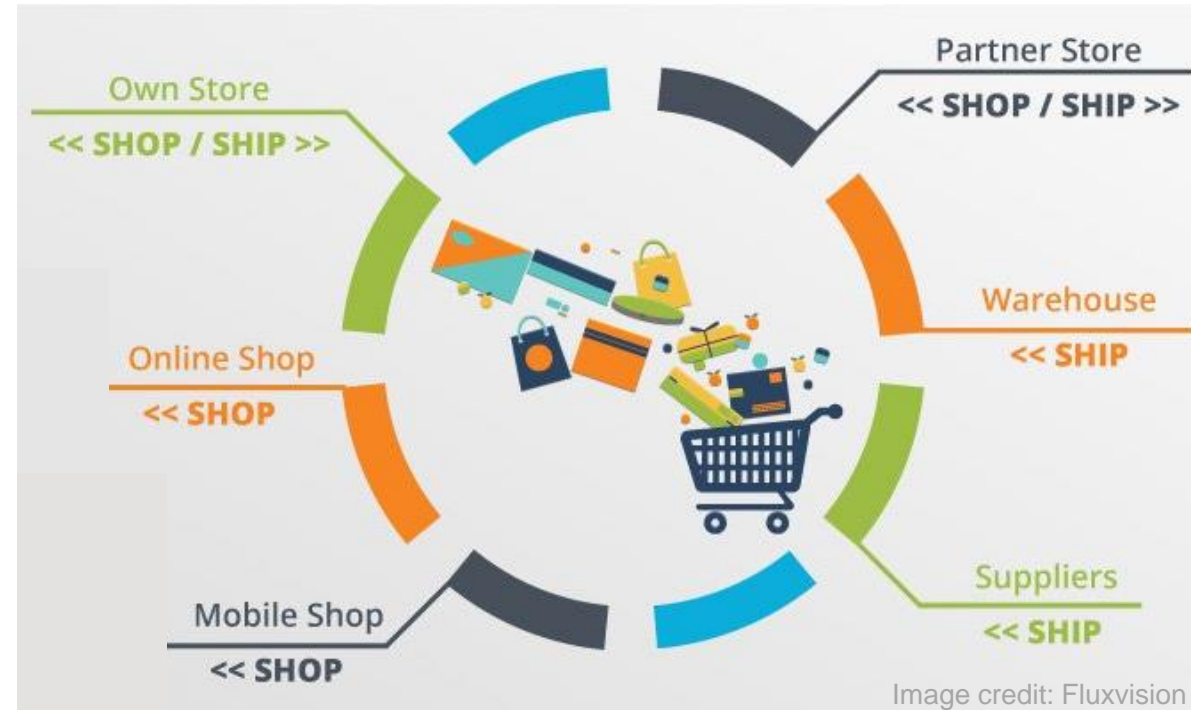 Partner Store
<< SHOP / SHIP >>
Own Store
<< SHOP / SHIP >>
Warehouse
<< SHIP
Online Shop
<< SHOP
Suppliers
<< SHIP
Mobile Shop
<< SHOP
Image credit: Fluxvision